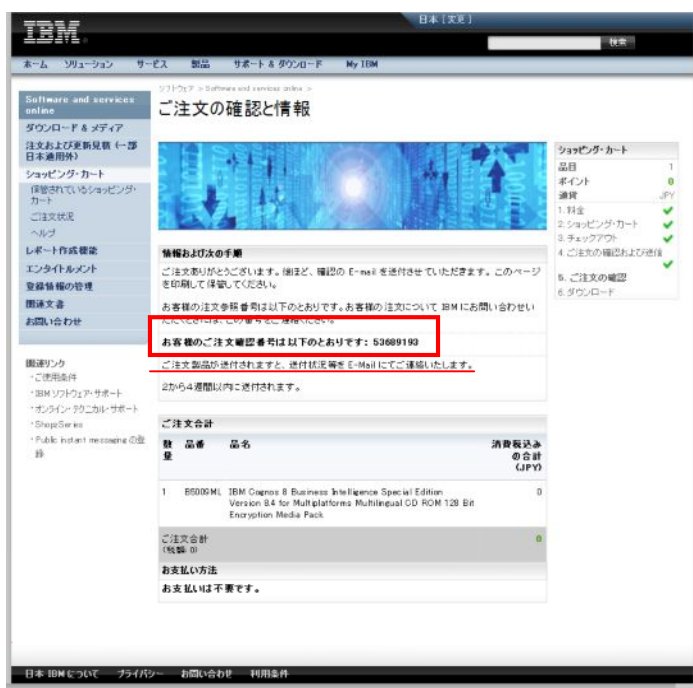 日本 [変更]
IBM
検索
ホーム ソリューション サービス 製品 サポート & ダウンロード My IBM
ソフトウェア > Software and services online >
ご注文の確認と情報
Software and services
online
ダウンロード & メディア
注文および更新見積 (一部
日本適用外)
ショッピング・カート
保管されているショッピング・
カート
ご注文状況
ヘルプ
レポート作成機能
エンタイトルメント
登録情報の管理
関連文書
お問い合わせ
関連リンク
・ご使用条件
・IBM ソフトウェア・サポート
・オンライン・テクニカル・サポート
・ShopzSeries
・Public instant messaging の登
録
情報および次の手順
ご注文ありがとうございます。後ほど、確認の E-mail を送付させていただきます。このページ
を印刷して保管してください。
お客様の注文参照番号は以下のとおりです。お客様の注文について IBM にお問い合わせい
ただくときには、この番号をご連絡ください。
お客様のご注文確認番号は以下のとおりです: 53689193
ご注文製品が送付されますと、送付状況等を E-Mail にてご連絡いたします。
2から4週間以内に送付されます。
ご注文合計
数量 品番 品名 消費税込みの合計 (JPY)
1 B5009ML IBM Cognos 8 Business Intelligence Special Edition 0
Version 8.4 for Multiplatforms Multilingual CD ROM 128 Bit
Encryption Media Pack
ご注文合計 0
(税額: 0)
お支払い方法
お支払いは不要です。
ショッピング・カート
品目 1
ポイント 0
通貨 JPY
1. 料金
2. ショッピング・カート
3. チェックアウト
4. ご注文の確認および送信
5. ご注文の確認
6. ダウンロード
日本 IBM について プライバシー お問い合わせ 利用条件